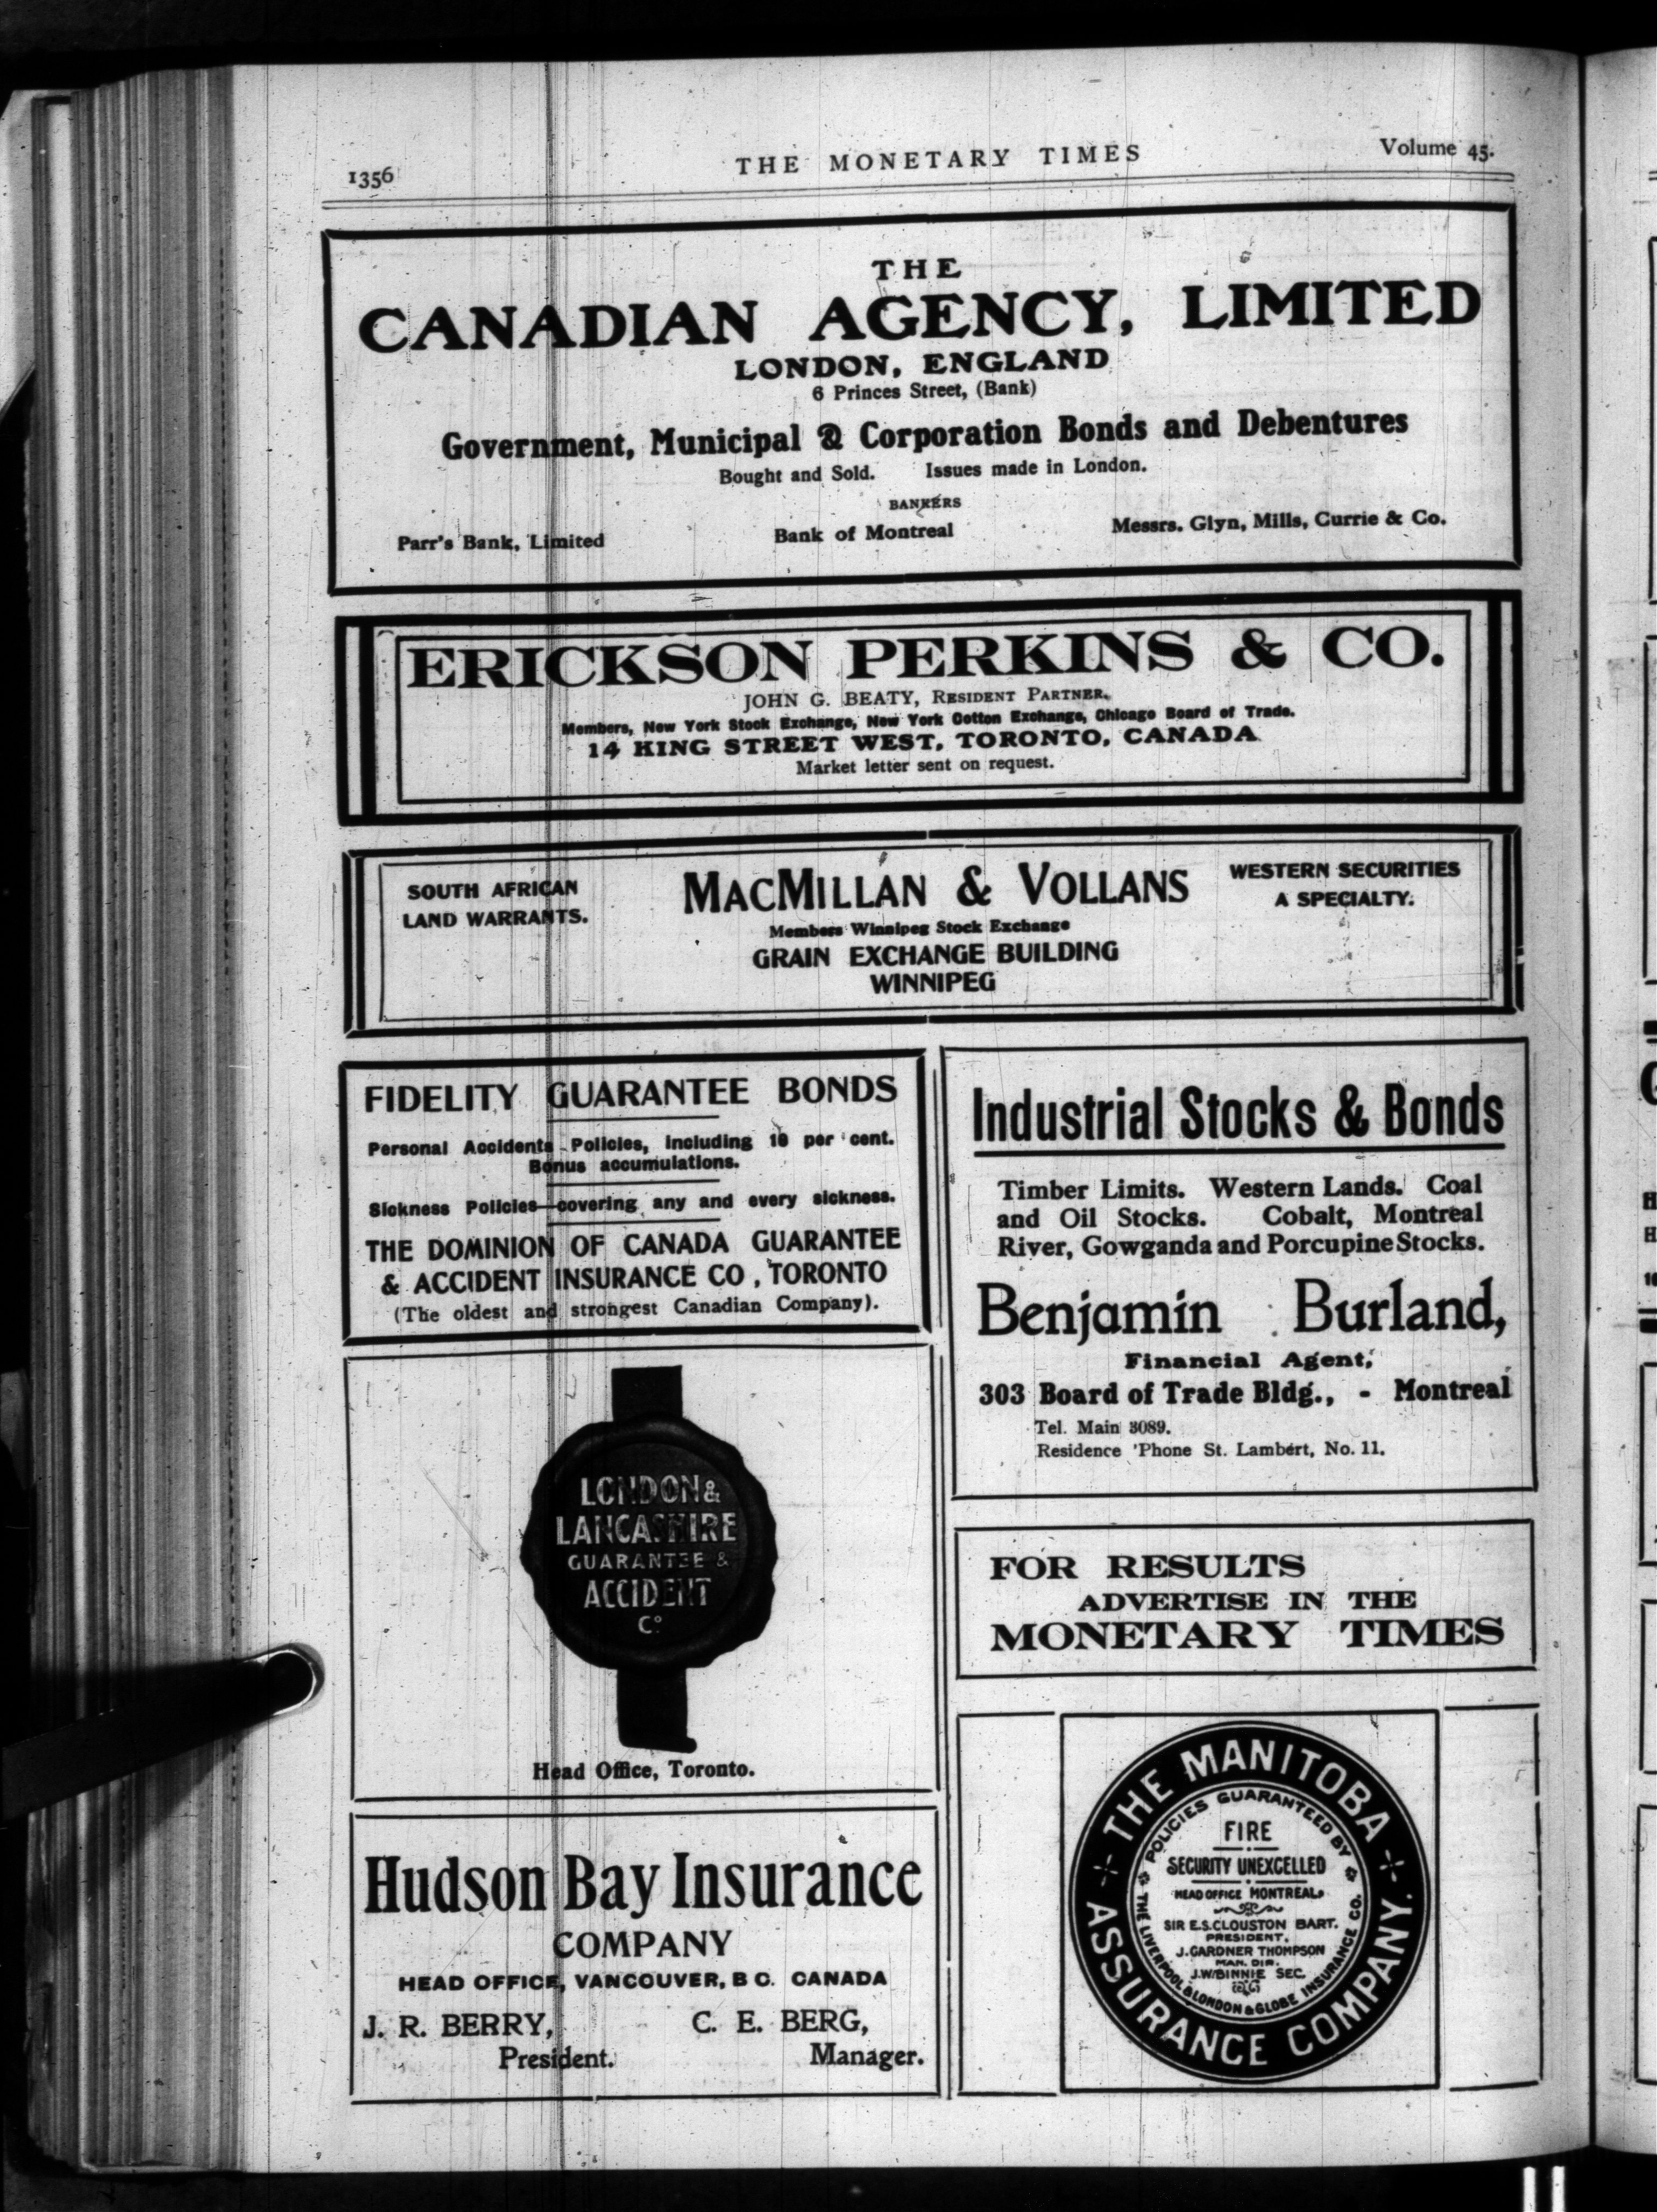 1356
THE MONETARY TIMES
Volume 45.
THE
CANADIAN AGENCY, LIMITED
LONDON, ENGLAND
6 Princes Street, (Bank)
Government, Municipal & Corporation Bonds and Debentures
Bought and Sold. Issues made in London.
BANKERS
Parr's Bank, Limited Bank of Montreal Messrs. Glyn, Mills, Currie & Co.
ERICKSON PERKINS & CO.
JOHN G. BEATY, RESIDENT PARTNER.
Members, New York Stock Exchange, New York Cotton Exchange, Chicago Board of Trade.
14 KING STREET WEST, TORONTO, CANADA
Market letter sent on request.
SOUTH AFRICAN
LAND WARRANTS.
MACMILLAN & VOLLANS
Members Winnipeg Stock Exchange
GRAIN EXCHANGE BUILDING
WINNIPEG
WESTERN SECURITIES
A SPECIALTY.
FIDELITY GUARANTEE BONDS
Personal Accidents Policies, including 10 per cent.
Bonus accumulations.
Sickness Policies—covering any and every sickness.
THE DOMINION OF CANADA GUARANTEE
& ACCIDENT INSURANCE CO , TORONTO
(The oldest and strongest Canadian Company).
LONDON &
LANCASHIRE
GUARANTEE &
ACCIDENT
Co
Head Office, Toronto.
Hudson Bay Insurance
COMPANY
HEAD OFFICE, VANCOUVER, B C. CANADA
J. R. BERRY, C. E. BERG,
President. Manager.
Industrial Stocks & Bonds
Timber Limits. Western Lands. Coal
and Oil Stocks. Cobalt, Montreal
River, Gowganda and Porcupine Stocks.
Benjamin Burland,
Financial Agent,
303 Board of Trade Bldg., - Montreal
Tel. Main 3089.
Residence 'Phone St. Lambert, No. 11.
FOR RESULTS
ADVERTISE IN THE
MONETARY TIMES
THE MANITOBA
ASSURANCE COMPANY.
POLICIES GUARANTEED BY
THE LIVERPOOL & LONDON & GLOBE INSURANCE CO.
FIRE
SECURITY UNEXCELLED
HEAD OFFICE MONTREAL.
SIR E.S. CLOUSTON BART.
PRESIDENT.
J. GARDNER THOMPSON
MAN. DIR.
J.W. BINNIE SEC.